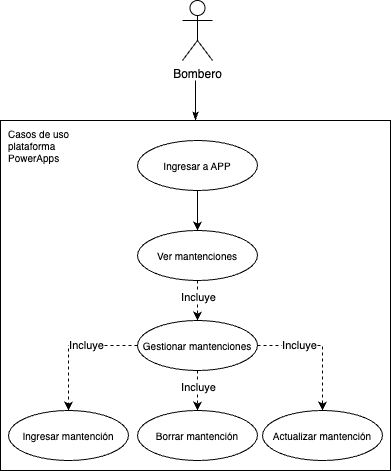 Bombero
Casos de uso
plataforma
PowerApps
Ingresar a APP
Ver mantenciones
Incluye
Gestionar mantenciones
Incluye
Incluye
Incluye
Ingresar mantención
Borrar mantención
Actualizar mantención